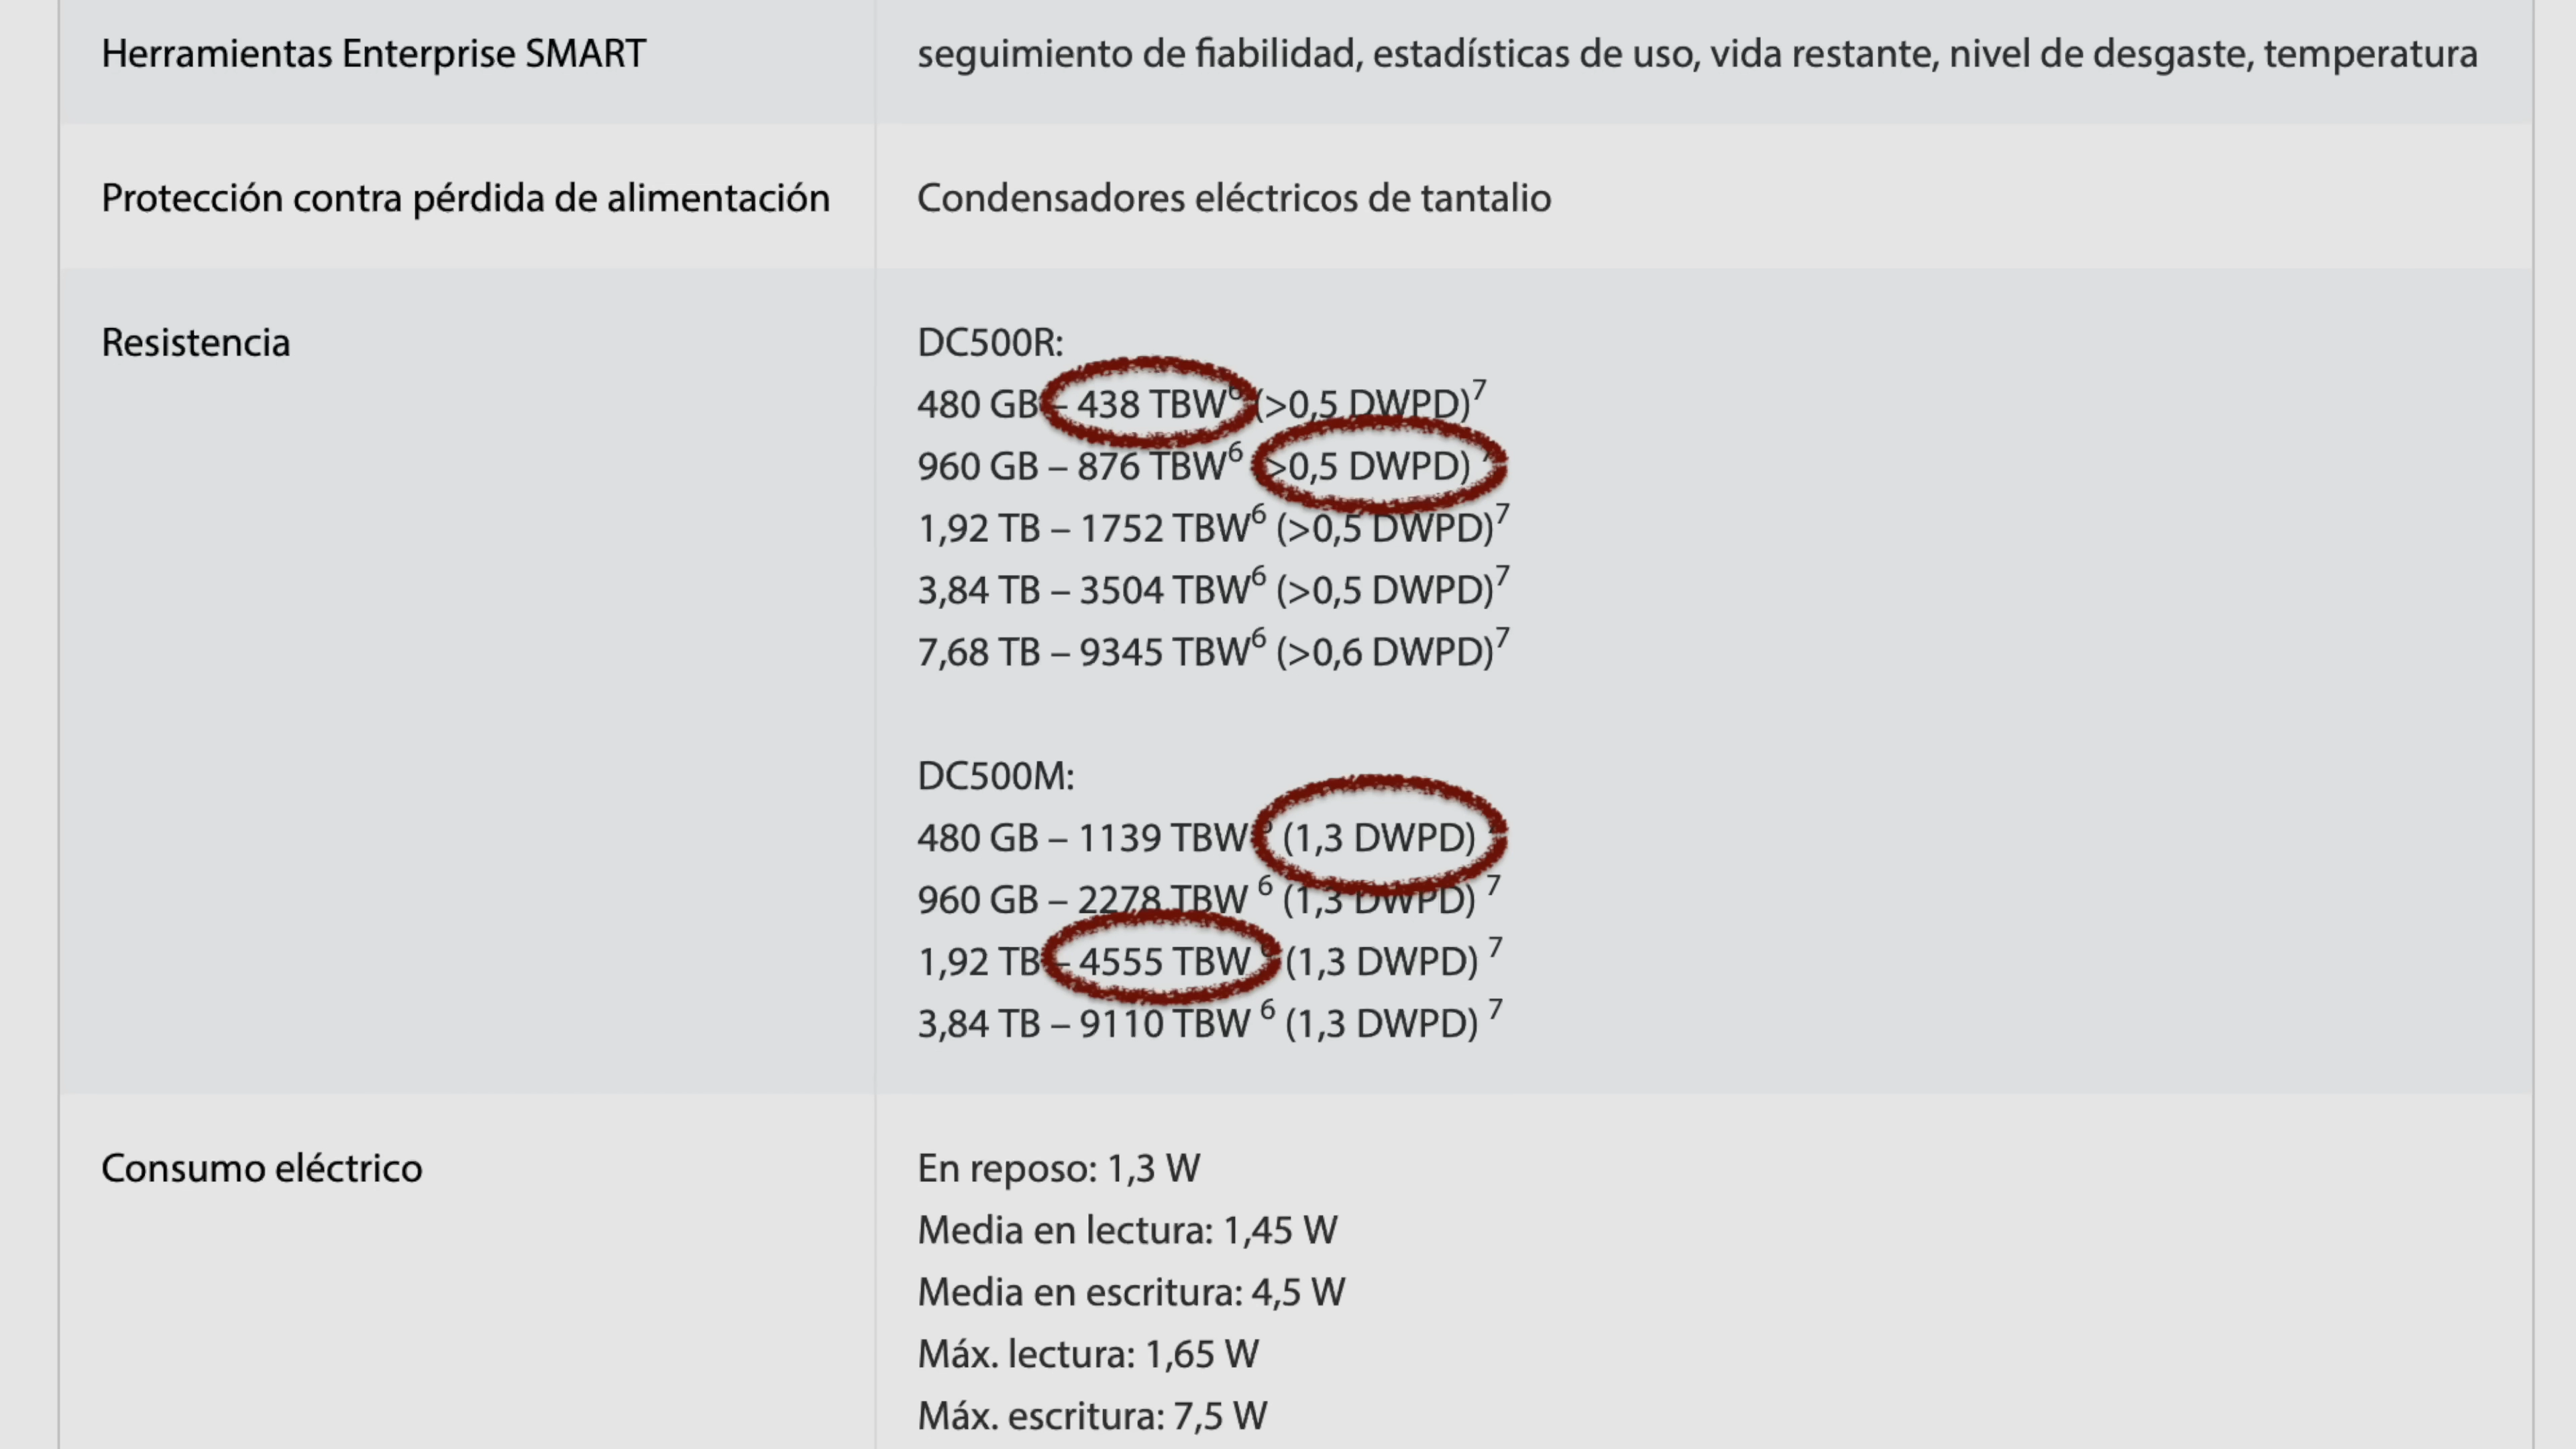 Herramientas Enterprise SMART
seguimiento de fiabilidad, estadísticas de uso, vida restante, nivel de desgaste, temperatura
Protección contra pérdida de alimentación
Condensadores eléctricos de tantalio
Resistencia
DC500R:
480 GB – 438 TBW6 (>0,5 DWPD)7
960 GB – 876 TBW6 (>0,5 DWPD)
1,92 TB – 1752 TBW6 (>0,5 DWPD)7
3,84 TB – 3504 TBW6 (>0,5 DWPD)7
7,68 TB – 9345 TBW6 (>0,6 DWPD)7
DC500M:
480 GB – 1139 TBW (1,3 DWPD)
960 GB – 2278 TBW 6 (1,3 DWPD) 7
1,92 TB – 4555 TBW (1,3 DWPD) 7
3,84 TB – 9110 TBW 6 (1,3 DWPD) 7
Consumo eléctrico
En reposo: 1,3 W
Media en lectura: 1,45 W
Media en escritura: 4,5 W
Máx. lectura: 1,65 W
Máx. escritura: 7,5 W